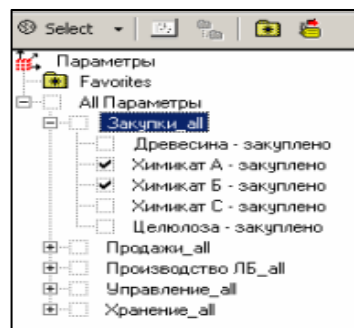 Select
Параметры
Favorites
All Параметры
Закупки_all
Древесина - закуплено
Химикат А - закуплено
Химикат Б - закуплено
Химикат С - закуплено
Целюлоза - закуплено
Продажи_all
Производство ЛБ_all
Управление_all
Хранение_all